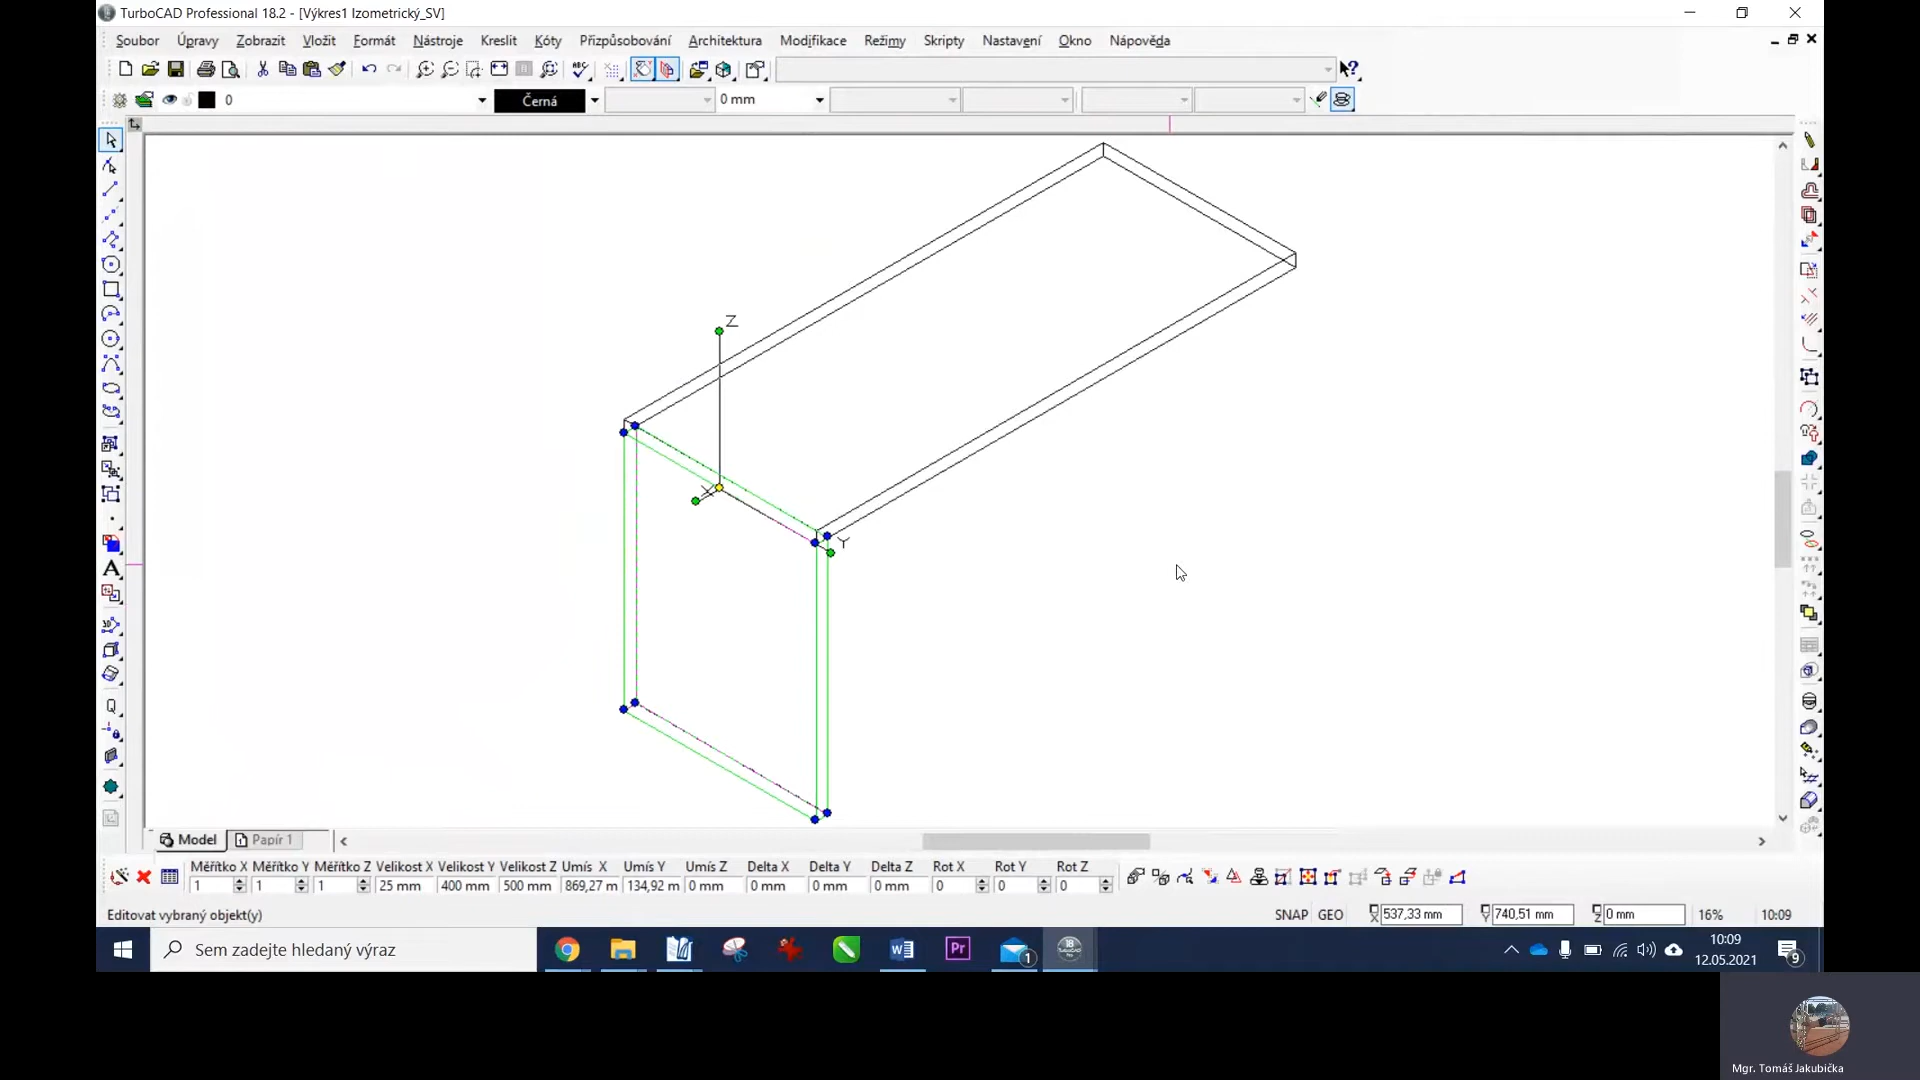 TurboCAD Professional 18.2 - [Výkres1 Izometrický_SV]
Soubor Úpravy Zobrazit Vložit Formát Nástroje Kreslit Kóty Přizpůsobování Architektura Modifikace Režimy Skripty Nastavení Okno Nápověda
0 Černá 0 mm
Z
X
Y
A
Model Papír 1
Měřítko X Měřítko Y Měřítko Z Velikost X Velikost Y Velikost Z Umís X Umís Y Umís Z Delta X Delta Y Delta Z Rot X Rot Y Rot Z
1 1 1 25 mm 400 mm 500 mm 869,27 m 134,92 m 0 mm 0 mm 0 mm 0 mm 0 0 0
Editovat vybraný objekt(y) SNAP GEO X 537,33 mm Y 740,51 mm Z 0 mm 16% 10:09
Sem zadejte hledaný výraz
Pr
1
18
10:09
12.05.2021
9
Mgr. Tomáš Jakubička